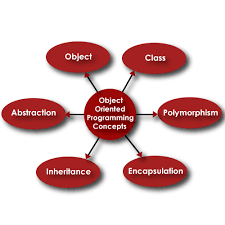 Object
Class
Abstraction
Object
Oriented
Programming
Concepts
Polymorphism
Inheritance
Encapsulation